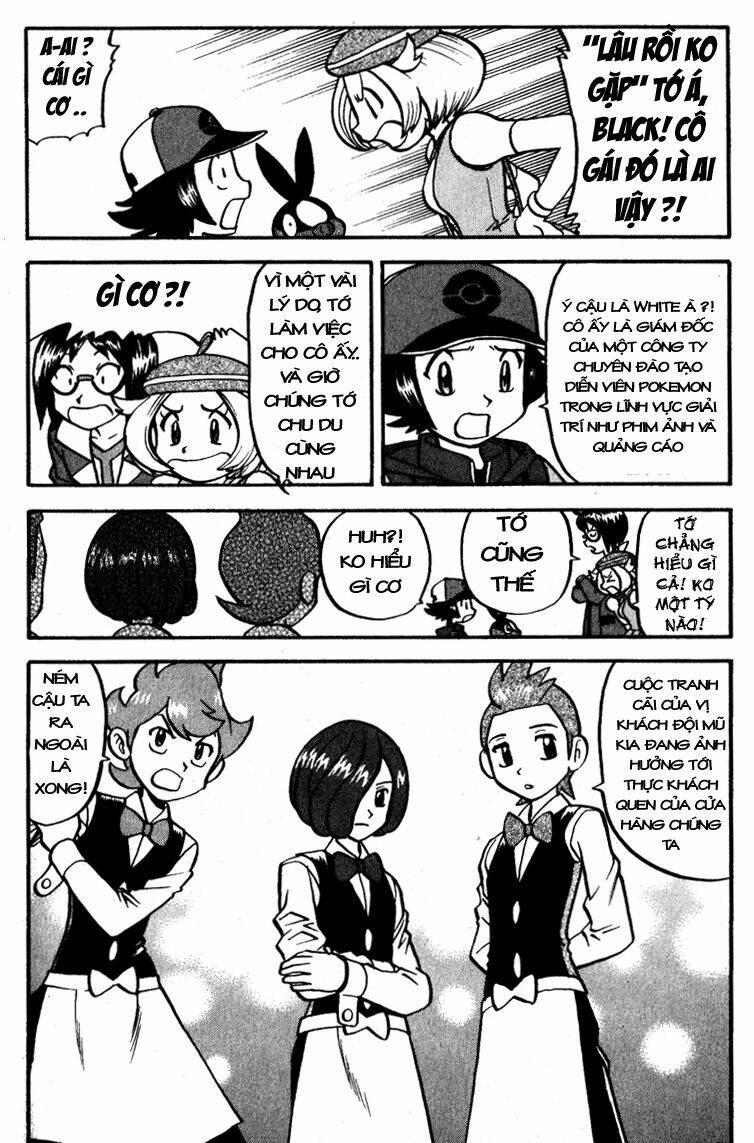 "LÂU RỒI KO
GẶP" TỚ Á,
BLACK! CÔ
GÁI ĐÓ LÀ AI
VẬY ?!
A-AI ?
CÁI GÌ
CƠ ..
Ý CẬU LÀ WHITE À ?!
CÔ ẤY LÀ GIÁM ĐỐC
CỦA MỘT CÔNG TY
CHUYÊN ĐÀO TẠO
DIỄN VIÊN POKEMON
TRONG LĨNH VỰC GIẢI
TRÍ NHƯ PHIM ẢNH VÀ
QUẢNG CÁO
VÌ MỘT VÀI
LÝ DO, TỚ
LÀM VIỆC
CHO CÔ ẤY.
VÀ GIỜ
CHÚNG TỚ
CHU DU
CÙNG
NHAU
GÌ CƠ ?!
TỚ
CHẲNG
HIỂU GÌ
CẢ! KO
MỘT TÝ
NÀO!
TỚ
CŨNG
THẾ
HUH?!
KO HIỂU
GÌ CƠ
CUỘC TRANH
CÃI CỦA VỊ
KHÁCH ĐỘI MŨ
KIA ĐANG ẢNH
HƯỞNG TỚI
THỰC KHÁCH
QUEN CỦA CỬA
HÀNG CHÚNG
TA
NÉM
CẬU TA
RA
NGOÀI
LÀ
XONG!